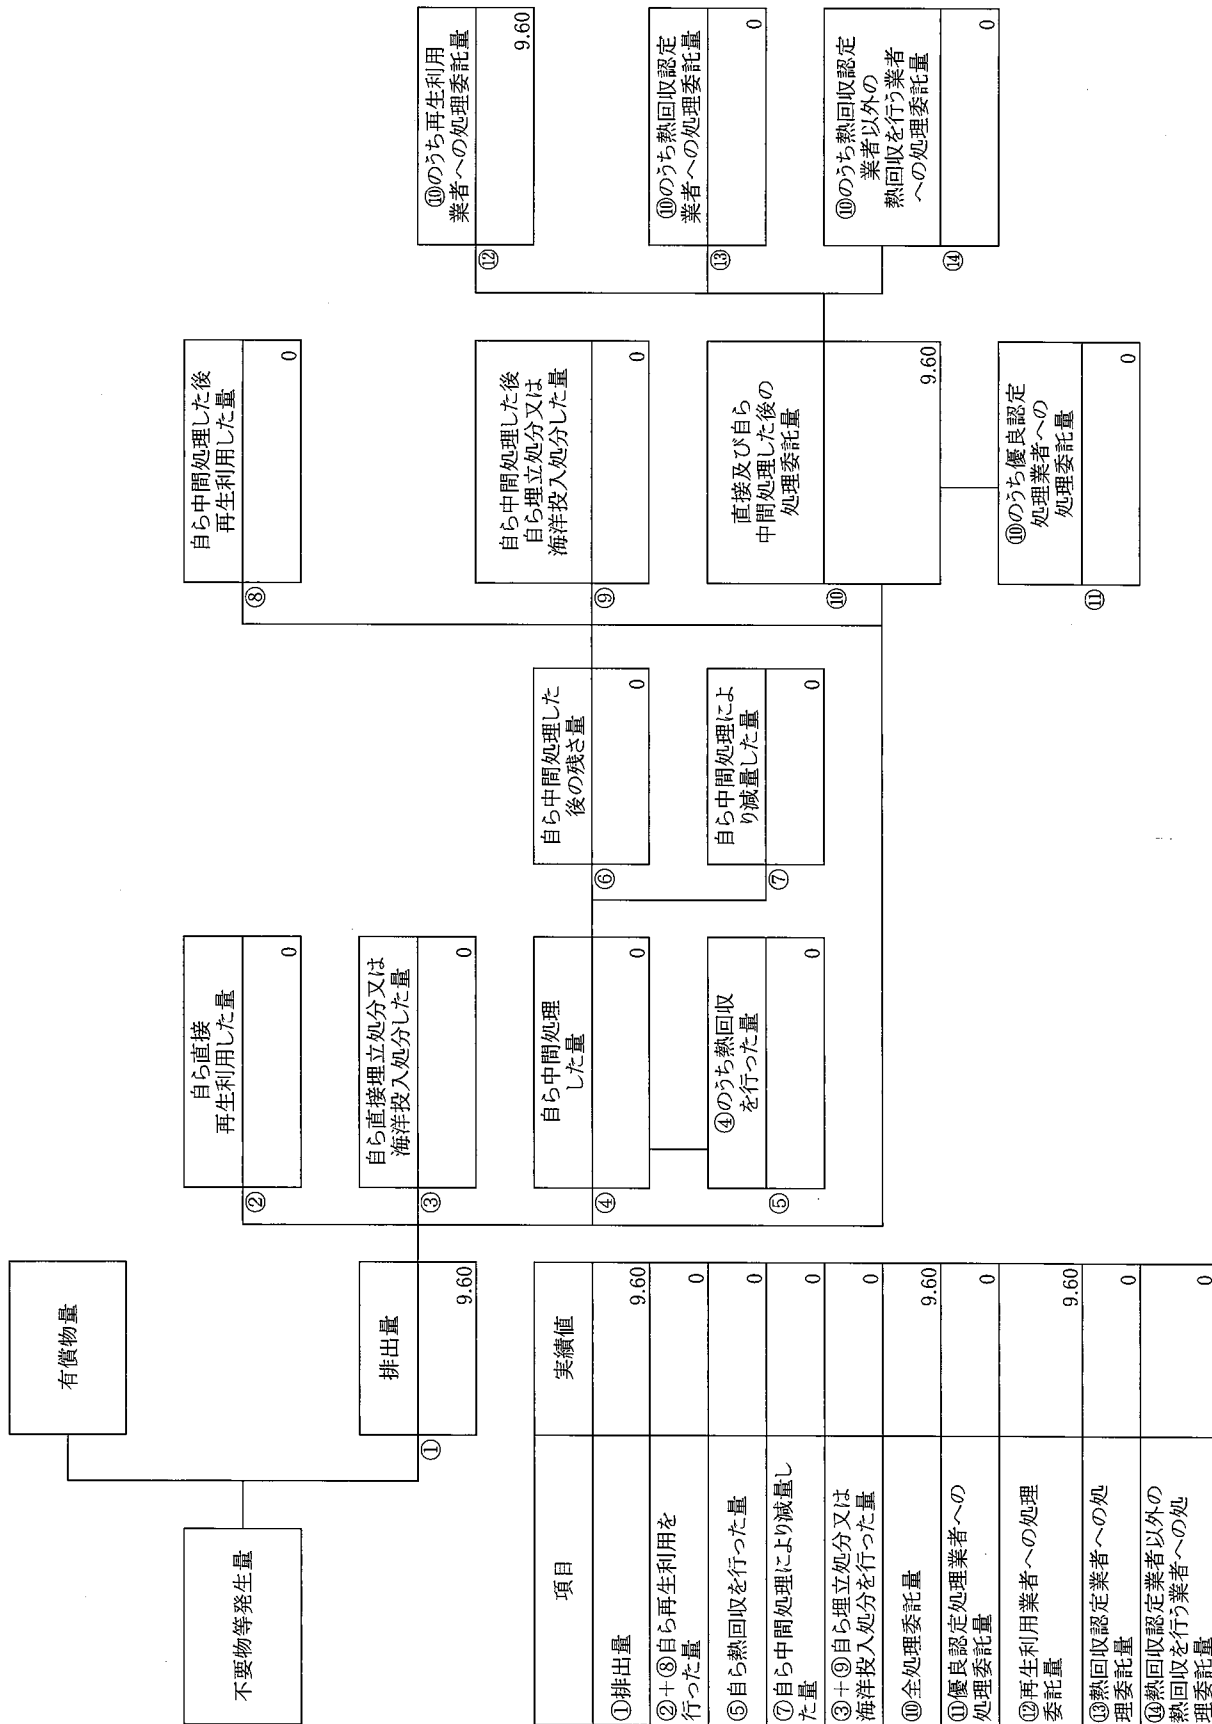 不要物等発生量
有償物量
排出量
①
9.60
自ら直接
再生利用した量
②
0
自ら直接埋立処分又は
海洋投入処分した量
③
0
自ら中間処理
した量
④
0
④のうち熱回収
を行った量
⑤
0
自ら中間処理した
後の残さ量
⑥
0
自ら中間処理によ
り減量した量
⑦
0
自ら中間処理した後
再生利用した量
⑧
0
自ら中間処理した後
自ら埋立処分又は
海洋投入処分した量
⑨
0
直接及び自ら
中間処理した後の
処理委託量
⑩
9.60
⑩のうち優良認定
処理業者への
処理委託量
⑪
0
⑩のうち再生利用
業者への処理委託量
⑫
9.60
⑩のうち熱回収認定
業者への処理委託量
⑬
0
⑩のうち熱回収認定
業者以外の
熱回収を行う業者
への処理委託量
⑭
0
項目 実績値
①排出量 9.60
②+⑧自ら再生利用を
行った量 0
⑤自ら熱回収を行った量 0
⑦自ら中間処理により減量し
た量 0
③+⑨自ら埋立処分又は
海洋投入処分を行った量 0
⑩全処理委託量 9.60
⑪優良認定処理業者への
処理委託量 0
⑫再生利用業者への処理
委託量 9.60
⑬熱回収認定業者への処
理委託量 0
⑭熱回収認定業者以外の
熱回収を行う業者への処
理委託量 0